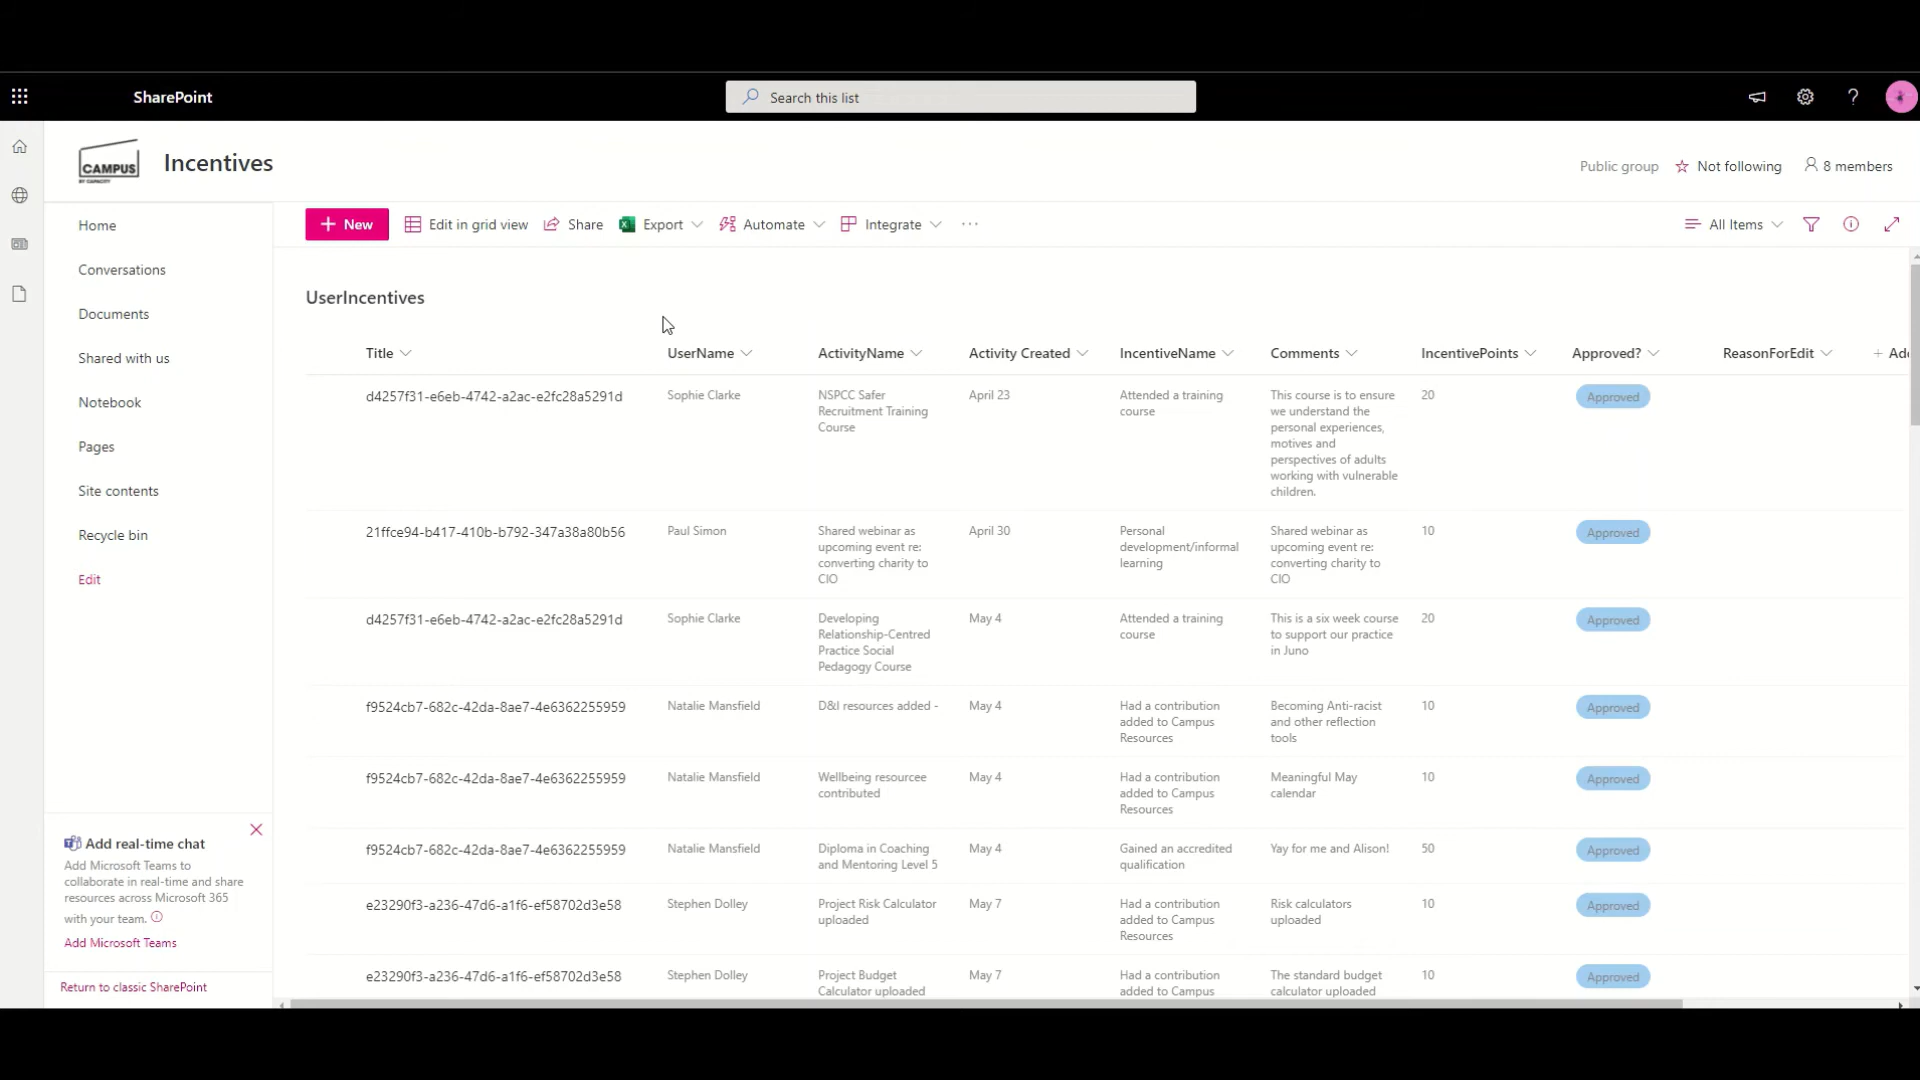 SharePoint
Search this list
CAMPUS
BY CAPACITY
Incentives
Public group
Not following
8 members
Home
Conversations
Documents
Shared with us
Notebook
Pages
Site contents
Recycle bin
Edit
Add real-time chat
Add Microsoft Teams to
collaborate in real-time and share
resources across Microsoft 365
with your team.
Add Microsoft Teams
Return to classic SharePoint
New
Edit in grid view
Share
Export
Automate
Integrate
All Items
UserIncentives
Title
UserName
ActivityName
Activity Created
IncentiveName
Comments
IncentivePoints
Approved?
ReasonForEdit
+ Add
d4257f31-e6eb-4742-a2ac-e2fc28a5291d
Sophie Clarke
NSPCC Safer
Recruitment Training
Course
April 23
Attended a training
course
This course is to ensure
we understand the
personal experiences,
motives and
perspectives of adults
working with vulnerable
children.
20
Approved
21ffce94-b417-410b-b792-347a38a80b56
Paul Simon
Shared webinar as
upcoming event re:
converting charity to
CIO
April 30
Personal
development/informal
learning
Shared webinar as
upcoming event re:
converting charity to
CIO
10
Approved
d4257f31-e6eb-4742-a2ac-e2fc28a5291d
Sophie Clarke
Developing
Relationship-Centred
Practice Social
Pedagogy Course
May 4
Attended a training
course
This is a six week course
to support our practice
in Juno
20
Approved
f9524cb7-682c-42da-8ae7-4e6362255959
Natalie Mansfield
D&I resources added -
May 4
Had a contribution
added to Campus
Resources
Becoming Anti-racist
and other reflection
tools
10
Approved
f9524cb7-682c-42da-8ae7-4e6362255959
Natalie Mansfield
Wellbeing resourcee
contributed
May 4
Had a contribution
added to Campus
Resources
Meaningful May
calendar
10
Approved
f9524cb7-682c-42da-8ae7-4e6362255959
Natalie Mansfield
Diploma in Coaching
and Mentoring Level 5
May 4
Gained an accredited
qualification
Yay for me and Alison!
50
Approved
e23290f3-a236-47d6-a1f6-ef58702d3e58
Stephen Dolley
Project Risk Calculator
uploaded
May 7
Had a contribution
added to Campus
Resources
Risk calculators
uploaded
10
Approved
e23290f3-a236-47d6-a1f6-ef58702d3e58
Stephen Dolley
Project Budget
Calculator uploaded
May 7
Had a contribution
added to Campus
The standard budget
calculator uploaded
10
Approved